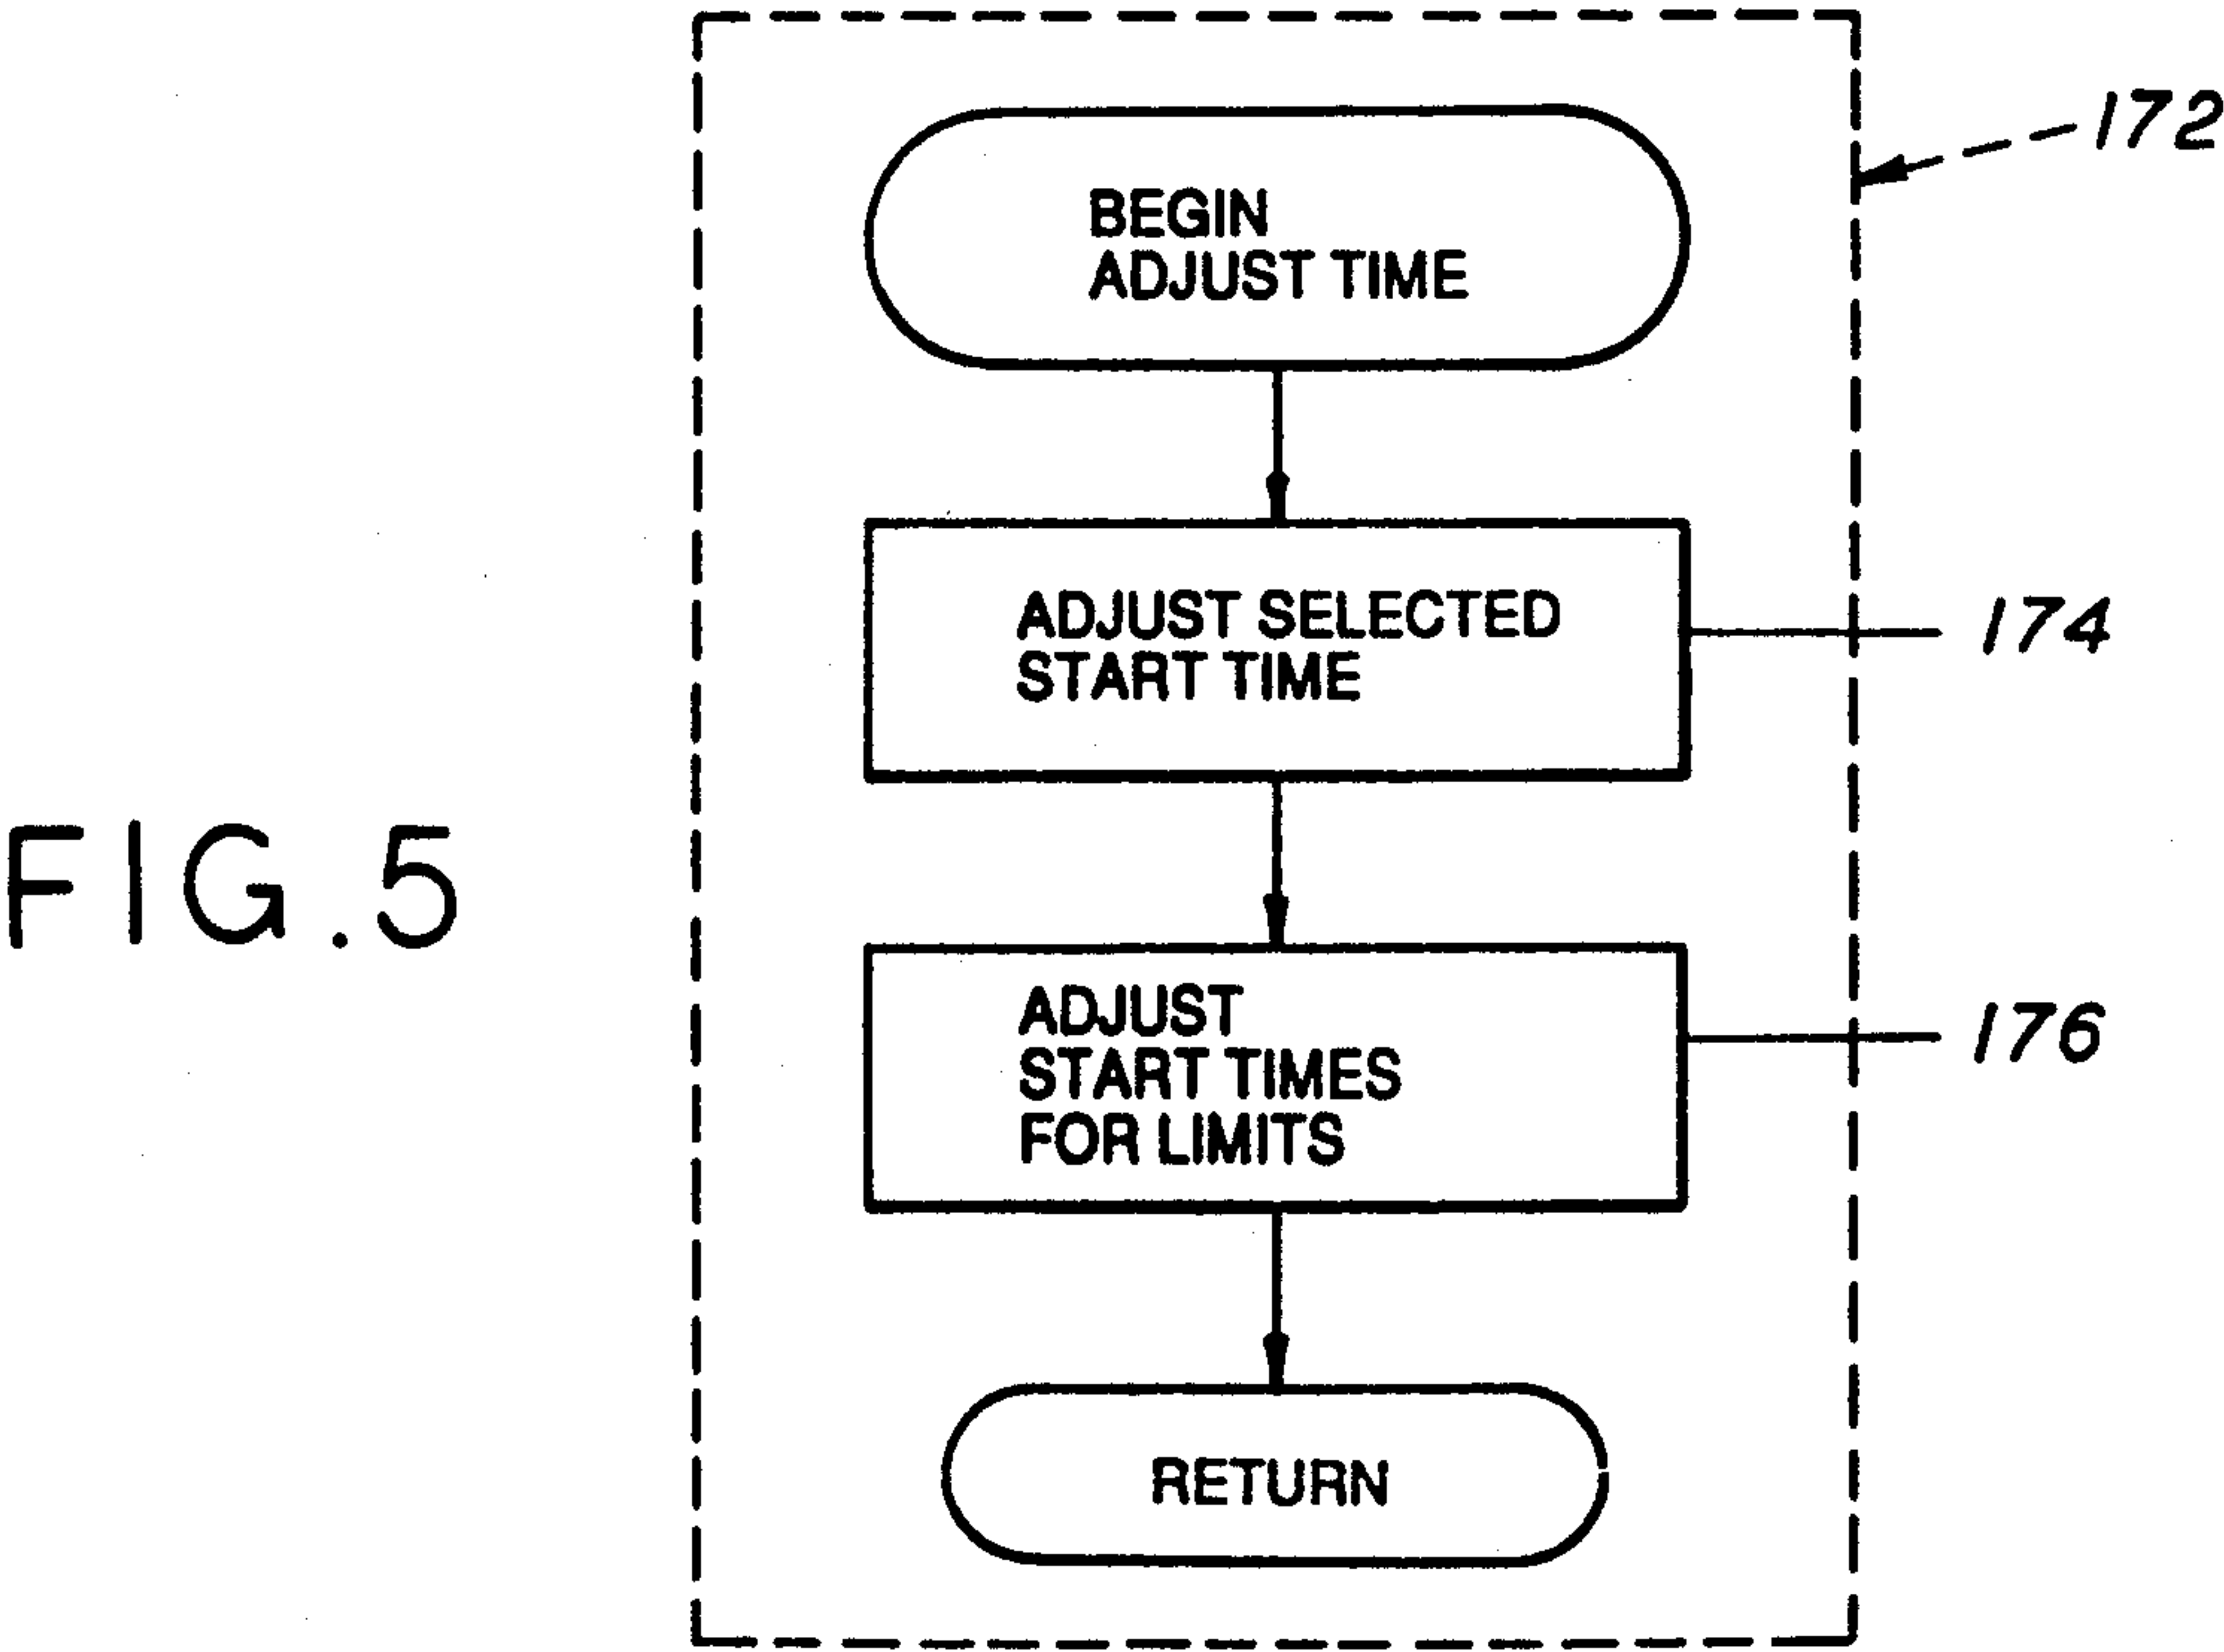 172
BEGIN
ADJUST TIME
ADJUST SELECTED
START TIME
174
FIG.5
ADJUST
START TIMES
FOR LIMITS
176
RETURN